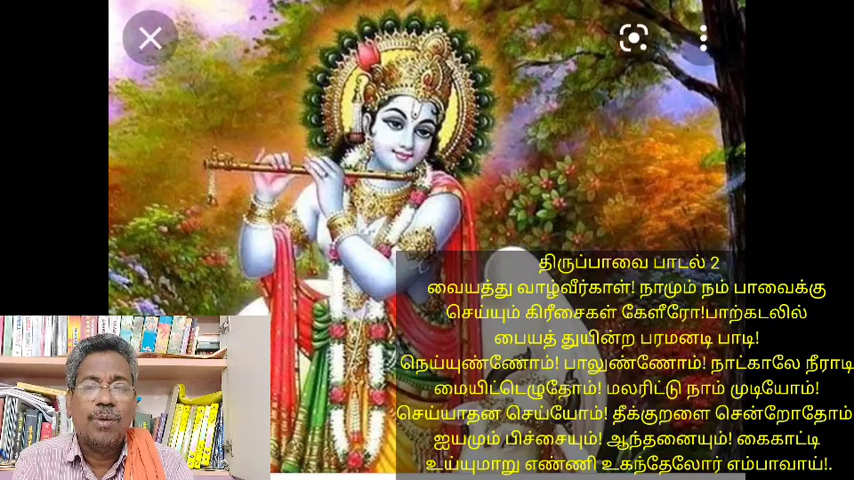 திருப்பாவை பாடல் 2
வையத்து வாழ்வீர்காள்! நாமும் நம் பாவைக்கு
செய்யும் கிரீசைகள் கேளீரோ!பாற்கடலில்
பையத் துயின்ற பரமனடி பாடி!
நெய்யுண்ணோம்! பாலுண்ணோம்! நாட்காலே நீராடி
மையிட்டெழுதோம்! மலரிட்டு நாம் முடியோம்!
செய்யாதன செய்யோம்! தீக்குறளை சென்றோதோம்
ஐயமும் பிச்சையும்! ஆந்தனையும்! கைகாட்டி
உய்யுமாறு எண்ணி உகந்தேலோர் எம்பாவாய்!.